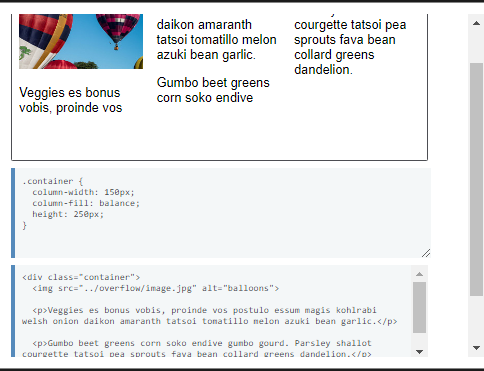 Veggies es bonus
vobis, proinde vos
daikon amaranth
tatsoi tomatillo melon
azuki bean garlic.
Gumbo beet greens
corn soko endive
courgette tatsoi pea
sprouts fava bean
collard greens
dandelion.
.container {
column-width: 150px;
column-fill: balance;
height: 250px;
}
<div class="container">
<img src="../overflow/image.jpg" alt="balloons">
<p>Veggies es bonus vobis, proinde vos postulo essum magis kohlrabi
welsh onion daikon amaranth tatsoi tomatillo melon azuki bean garlic.</p>
<p>Gumbo beet greens corn soko endive gumbo gourd. Parsley shallot
courgette tatsoi pea sprouts fava bean collard greens dandelion.</p>